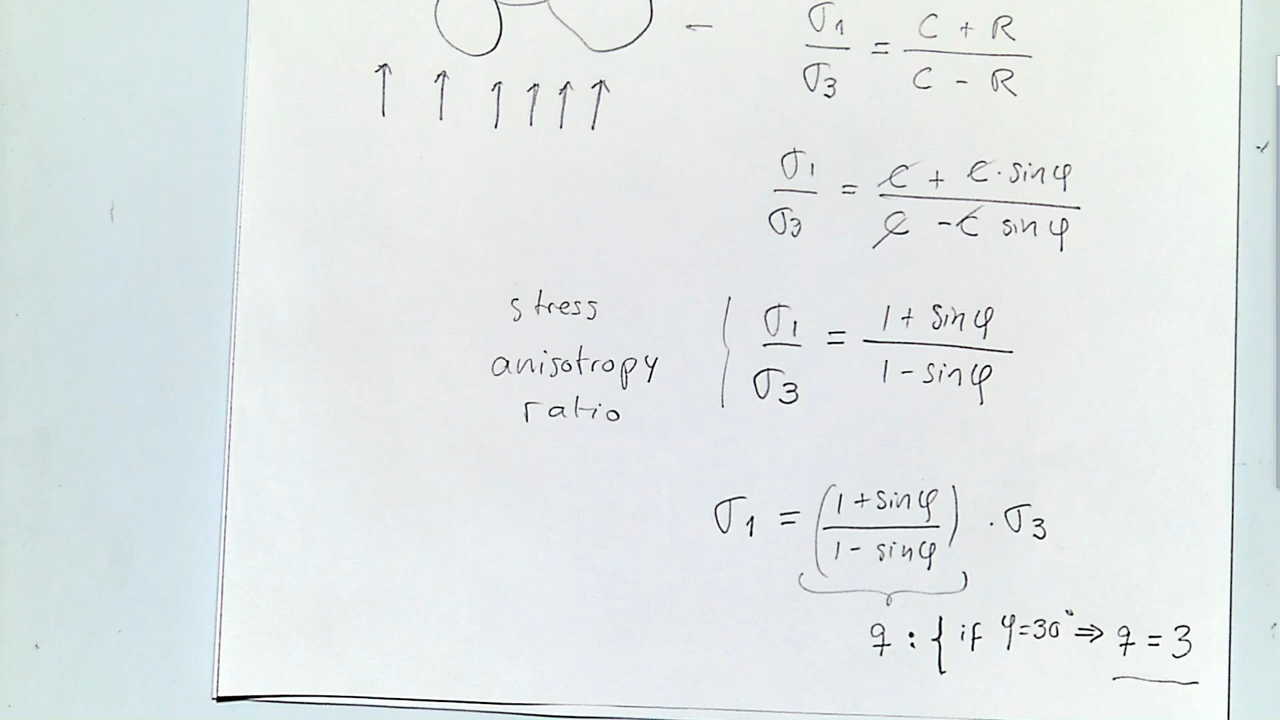 σ1/σ3 = (C + R)/(C - R)
σ1/σ3 = (C + C·sinφ)/(C - C sinφ)
stress
anisotropy
ratio
σ1/σ3 = (1 + sinφ)/(1 - sinφ)
σ1 = ((1 + sinφ)/(1 - sinφ)) · σ3
q : { if φ=30° ⇒ q = 3